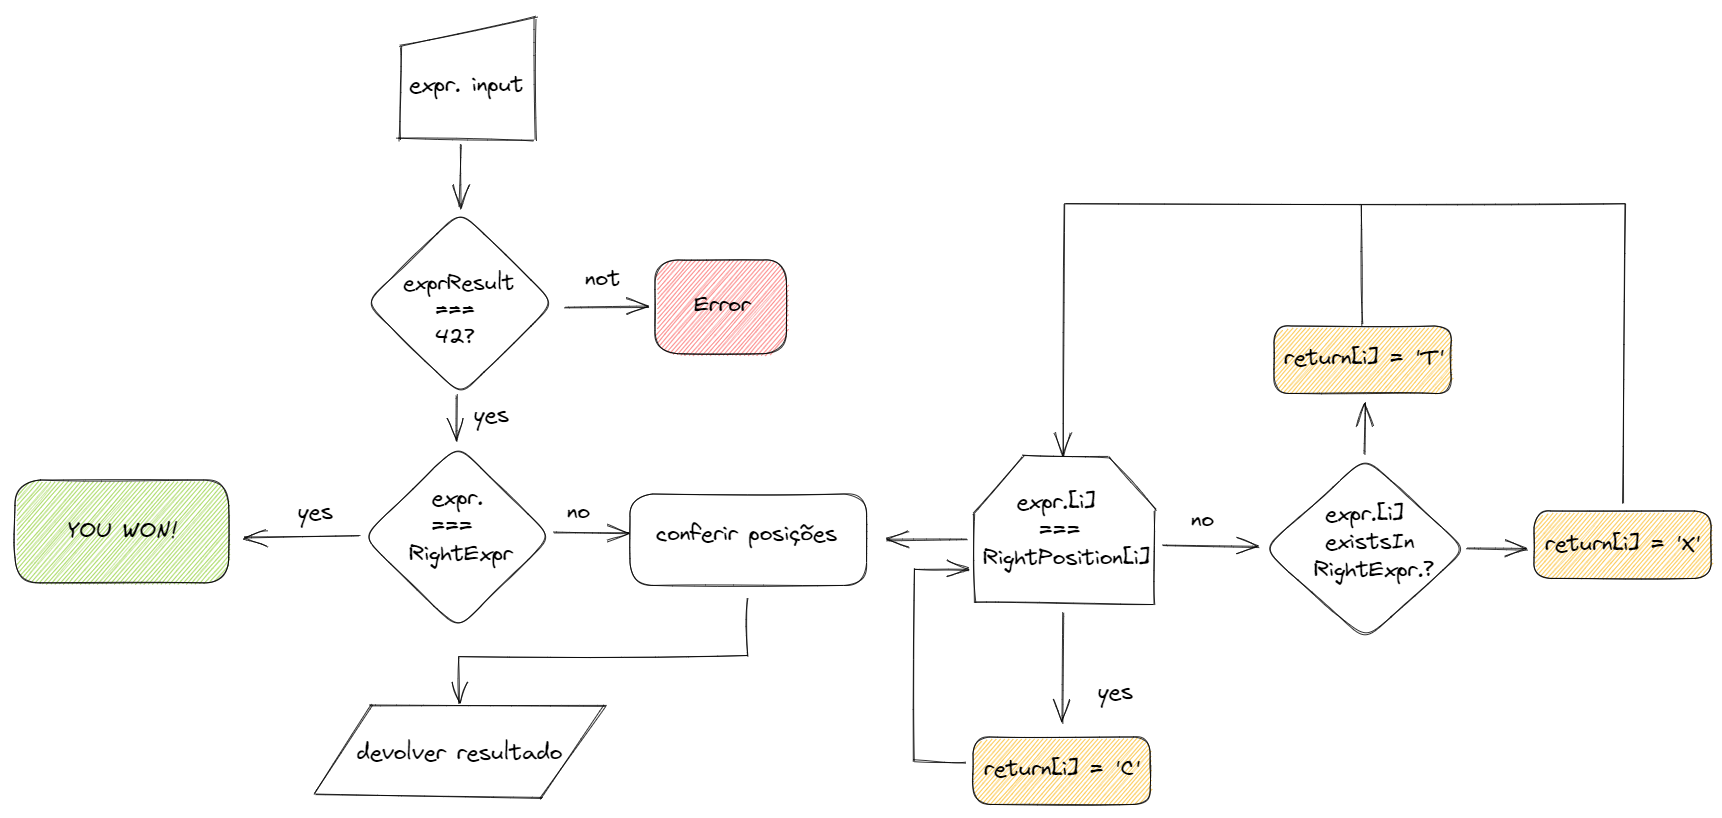 expr. input
exprResult
===
42?
not
Error
yes
expr.
===
RightExpr
yes
YOU WON!
no
conferir posições
devolver resultado
expr.[i]
===
RightPosition[i]
no
yes
return[i] = 'C'
expr.[i]
existsIn
RightExpr.?
return[i] = 'T'
return[i] = 'X'